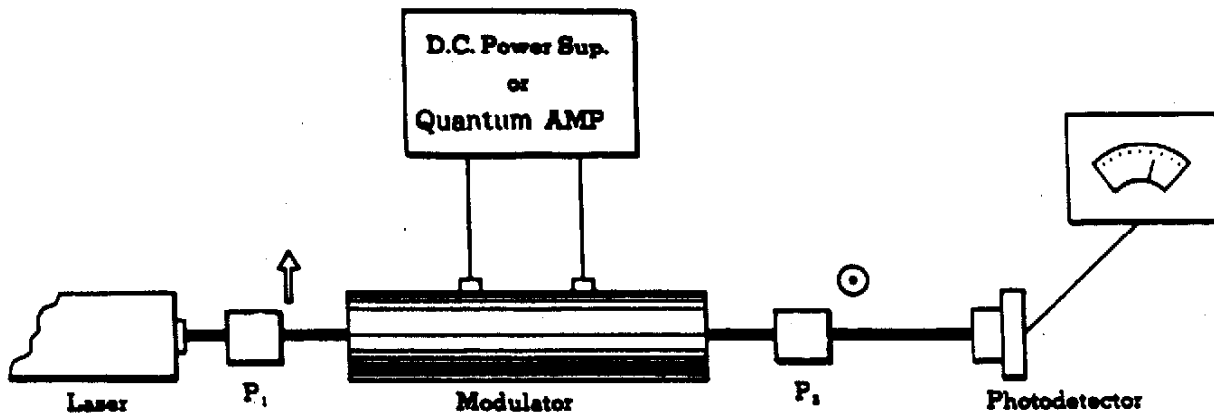 D.C. Power Sup.
or
Quantum AMP
Laser
P₁
Modulator
P₂
Photodetector